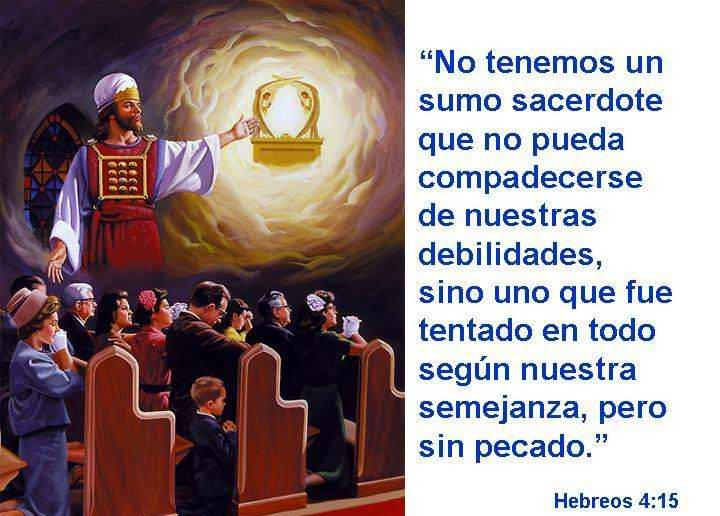 “No tenemos un
sumo sacerdote
que no pueda
compadecerse
de nuestras
debilidades,
sino uno que fue
tentado en todo
según nuestra
semejanza, pero
sin pecado.”
Hebreos 4:15